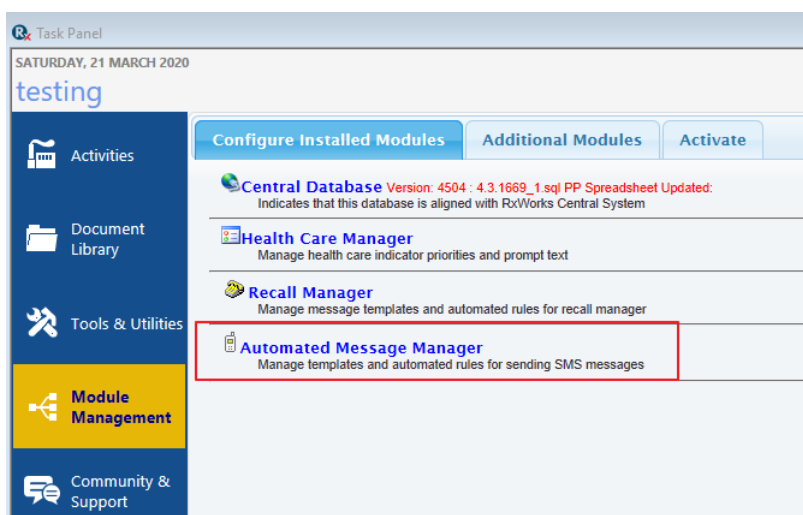 Rx Task Panel
SATURDAY, 21 MARCH 2020
testing
Activities
Document
Library
Tools & Utilities
Module
Management
Community &
Support
Configure Installed Modules Additional Modules Activate
Central Database Version: 4504 : 4.3.1669_1.sql PP Spreadsheet Updated:
Indicates that this database is aligned with RxWorks Central System
Health Care Manager
Manage health care indicator priorities and prompt text
Recall Manager
Manage message templates and automated rules for recall manager
Automated Message Manager
Manage templates and automated rules for sending SMS messages